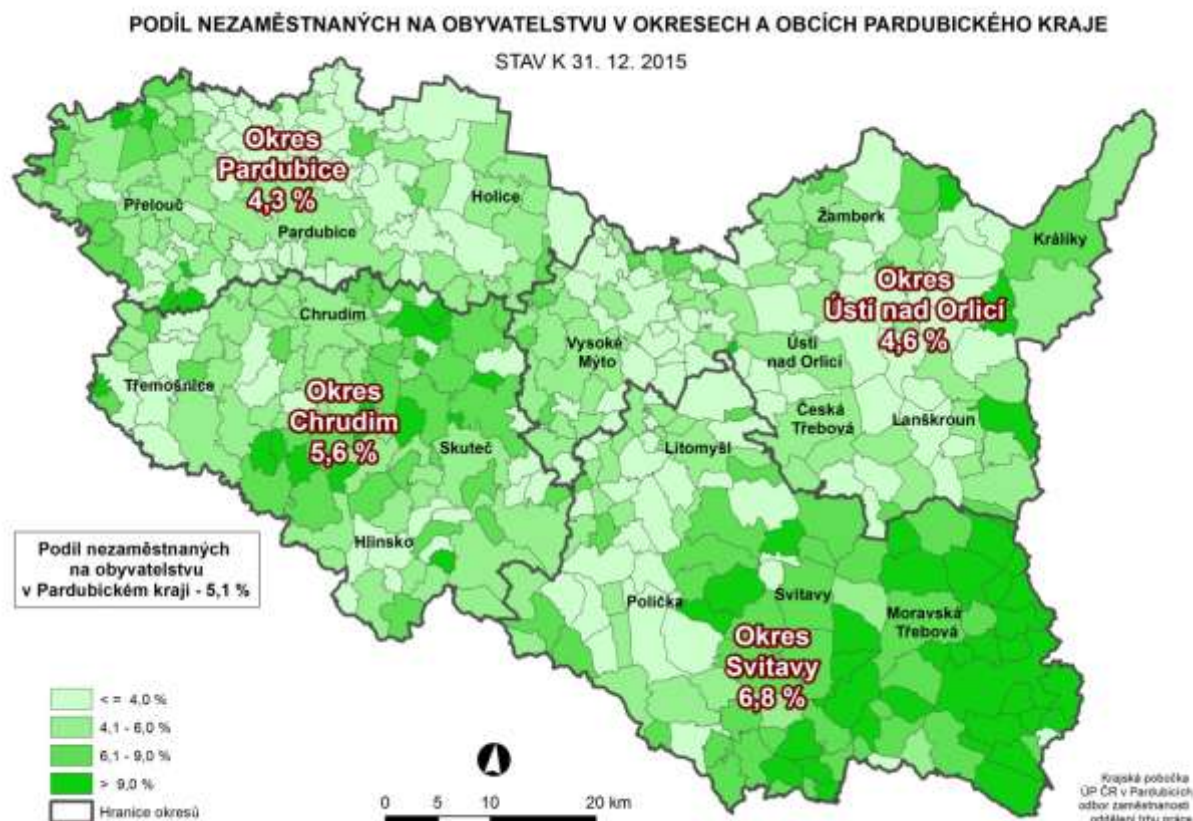 PODÍL NEZAMĚSTNANÝCH NA OBYVATELSTVU V OKRESECH A OBCÍCH PARDUBICKÉHO KRAJE
STAV K 31. 12. 2015
Okres
Pardubice
4,3 %
Přelouč
Holice
Pardubice
Žamberk
Králíky
Okres
Ústí nad Orlicí
4,6 %
Chrudim
Vysoké
Mýto
Ústí
nad Orlicí
Třemošnice
Okres
Chrudim
5,6 %
Česká
Třebová
Lanškroun
Skuteč
Litomyšl
Hlinsko
Podíl nezaměstnaných
na obyvatelstvu
v Pardubickém kraji - 5,1 %
Polička
Svitavy
Moravská
Třebová
Okres
Svitavy
6,8 %
< = 4,0 %
4,1 - 6,0 %
6,1 - 9,0 %
> 9,0 %
Hranice okresů
0 5 10 20 km
Krajská pobočka
ÚP ČR v Pardubicích
odbor zaměstnanosti
oddělení trhu práce